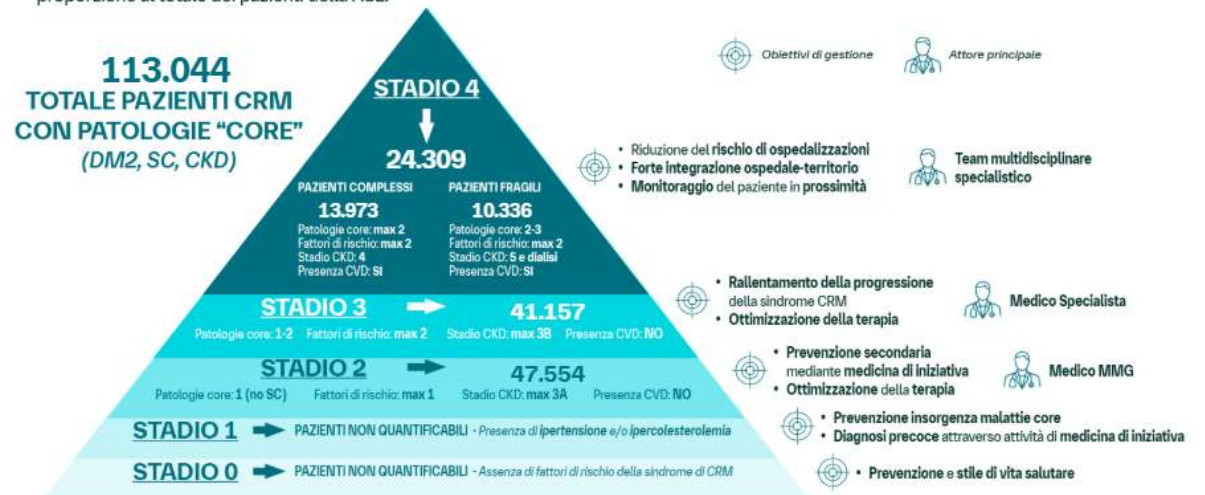 proporzione al totale dei pazienti della ASL.
113.044
TOTALE PAZIENTI CRM
CON PATOLOGIE “CORE”
(DM2, SC, CKD)
Obiettivi di gestione
Attore principale
STADIO 4
24.309
PAZIENTI COMPLESSI
13.973
Patologie core: max 2
Fattori di rischio: max 2
Stadio CKD: 4
Presenza CVD: SI
PAZIENTI FRAGILI
10.336
Patologie core: 2-3
Fattori di rischio: max 2
Stadio CKD: 5 e dialisi
Presenza CVD: SI
• Riduzione del rischio di ospedalizzazioni
• Forte integrazione ospedale-territorio
• Monitoraggio del paziente in prossimità
Team multidisciplinare
specialistico
STADIO 3
41.157
Patologie core: 1-2 Fattori di rischio: max 2 Stadio CKD: max 3B Presenza CVD: NO
• Rallentamento della progressione
della sindrome CRM
• Ottimizzazione della terapia
Medico Specialista
STADIO 2
47.554
Patologie core: 1 (no SC) Fattori di rischio: max 1 Stadio CKD: max 3A Presenza CVD: NO
• Prevenzione secondaria
mediante medicina di iniziativa
• Ottimizzazione della terapia
Medico MMG
STADIO 1 PAZIENTI NON QUANTIFICABILI - Presenza di ipertensione e/o ipercolesterolemia
• Prevenzione insorgenza malattie core
• Diagnosi precoce attraverso attività di medicina di iniziativa
STADIO 0 PAZIENTI NON QUANTIFICABILI - Assenza di fattori di rischio della sindrome di CRM
• Prevenzione e stile di vita salutare